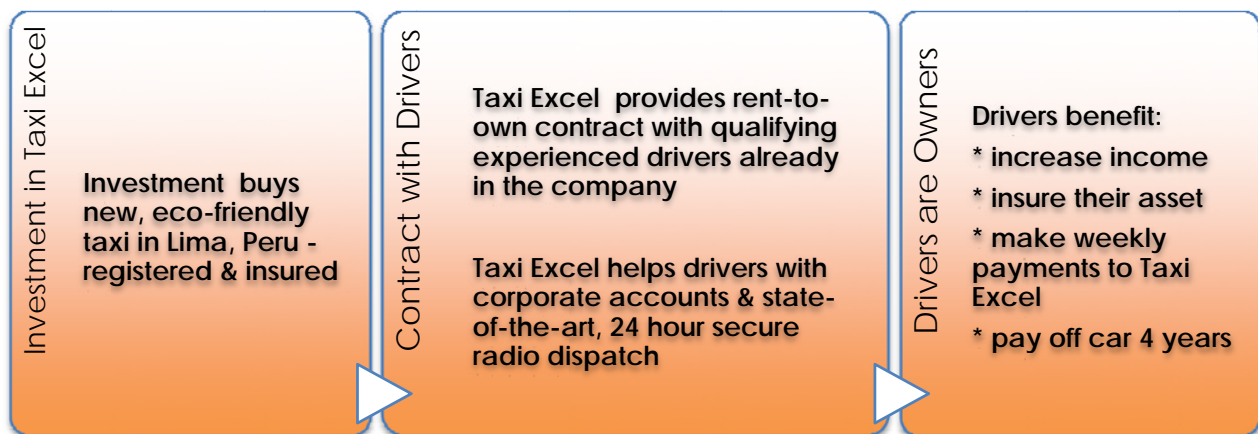 Investment in Taxi Excel
Investment buys
new, eco-friendly
taxi in Lima, Peru -
registered & insured
Contract with Drivers
Taxi Excel provides rent-to-
own contract with qualifying
experienced drivers already
in the company
Taxi Excel helps drivers with
corporate accounts & state-
of-the-art, 24 hour secure
radio dispatch
Drivers are Owners
Drivers benefit:
* increase income
* insure their asset
* make weekly
payments to Taxi
Excel
* pay off car 4 years